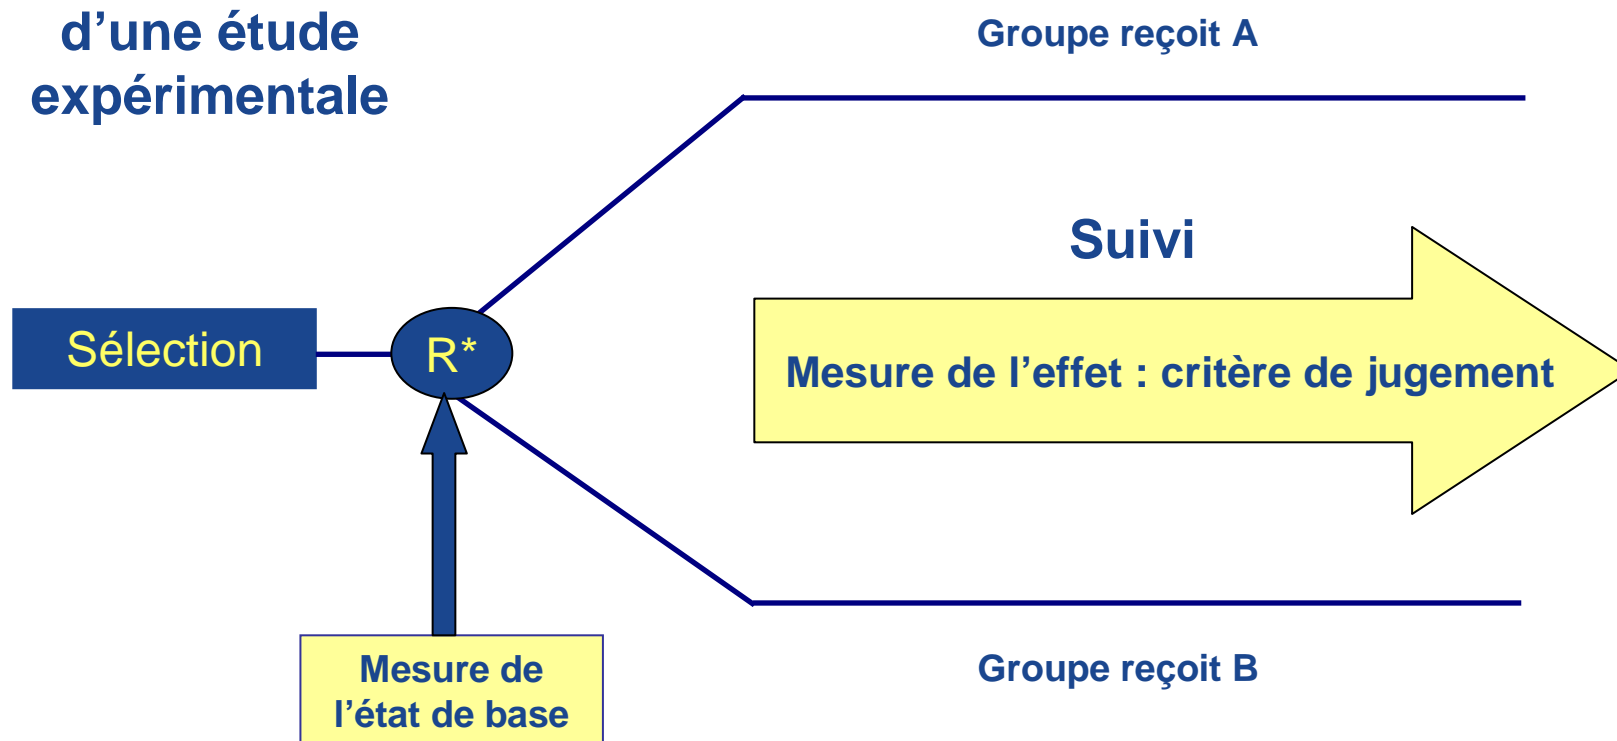 d’une étude
expérimentale
Groupe reçoit A
Suivi
Sélection
R*
Mesure de l’effet : critère de jugement
Mesure de
l’état de base
Groupe reçoit B